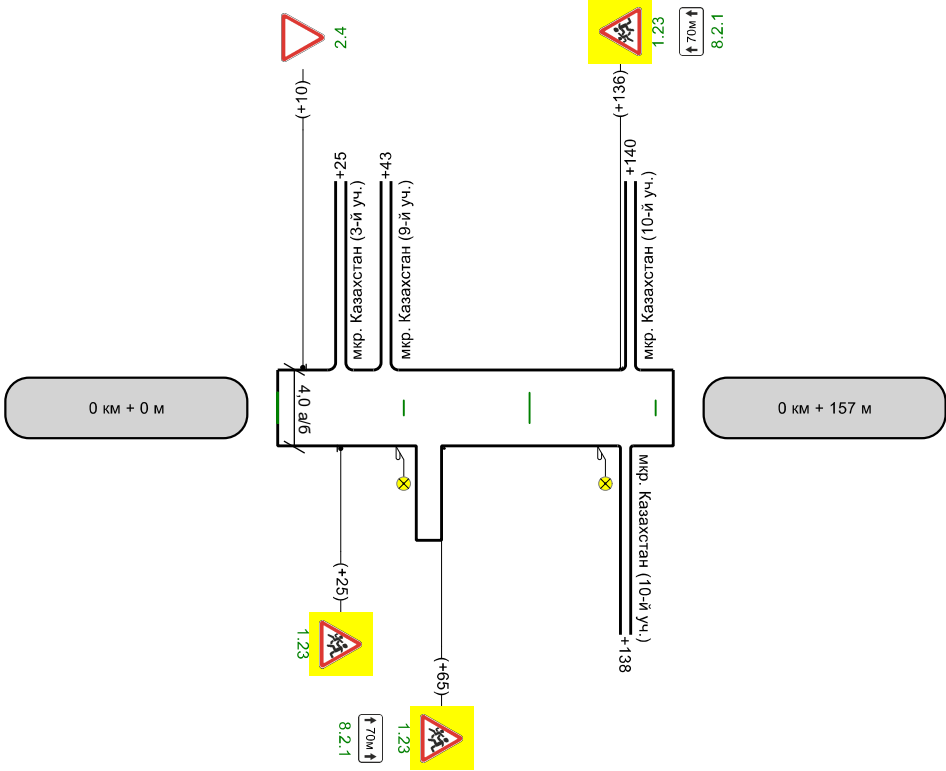 2.4
1.23
70м
8.2.1
(+10)
(+136)
+25
+43
+140
мкр. Казахстан (3-й уч.)
мкр. Казахстан (9-й уч.)
мкр. Казахстан (10-й уч.)
0 км + 0 м
4,0 а/б
0 км + 157 м
мкр. Казахстан (10-й уч.)
+138
(+25)
1.23
(+65)
8.2.1
70м
1.23